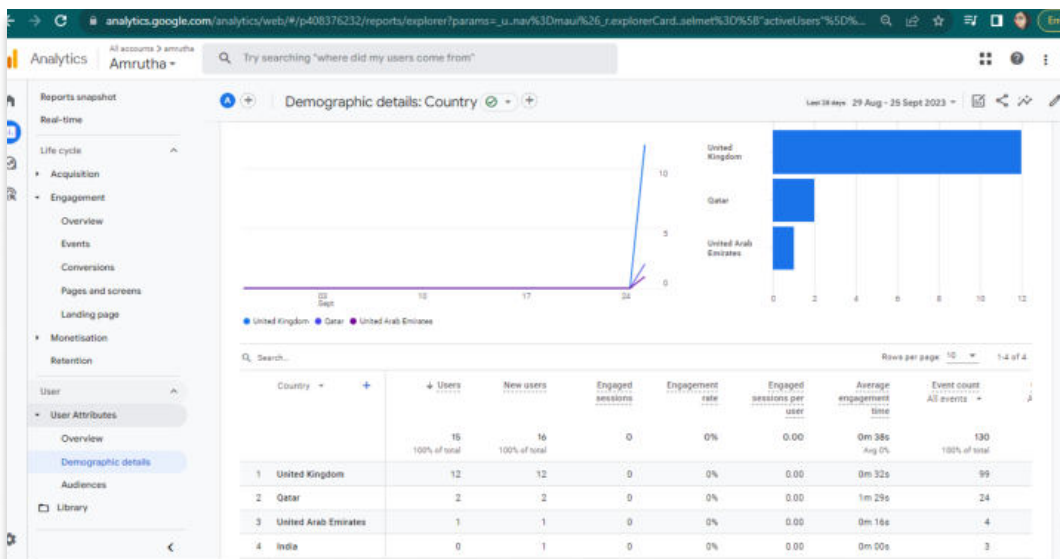 analytics.google.com/analytics/web/#/p408376232/reports/explorer?params=_u..nav%3Dmaui%26_r.explorerCard..selmet%3D%5B"activeUsers"%5D%...
Analytics
All accounts > amrutha
Amrutha
Try searching "where did my users come from"
Reports snapshot
Real-time
Life cycle
Acquisition
Engagement
Overview
Events
Conversions
Pages and screens
Landing page
Monetisation
Retention
User
User Attributes
Overview
Demographic details
Audiences
Library
A
Demographic details: Country
Last 28 days 29 Aug - 25 Sept 2023
10
5
0
03 Sept
10
17
24
United Kingdom Qatar United Arab Emirates
United Kingdom
Qatar
United Arab Emirates
0 2 4 6 8 10 12
Search...
Rows per page: 10 1-4 of 4
Country + Users New users Engaged sessions Engagement rate Engaged sessions per user Average engagement time Event count
All events
15 16 0 0% 0.00 0m 38s 130
100% of total 100% of total Avg 0% 100% of total
1 United Kingdom 12 12 0 0% 0.00 0m 32s 99
2 Qatar 2 2 0 0% 0.00 1m 29s 24
3 United Arab Emirates 1 1 0 0% 0.00 0m 16s 4
4 India 0 1 0 0% 0.00 0m 00s 3